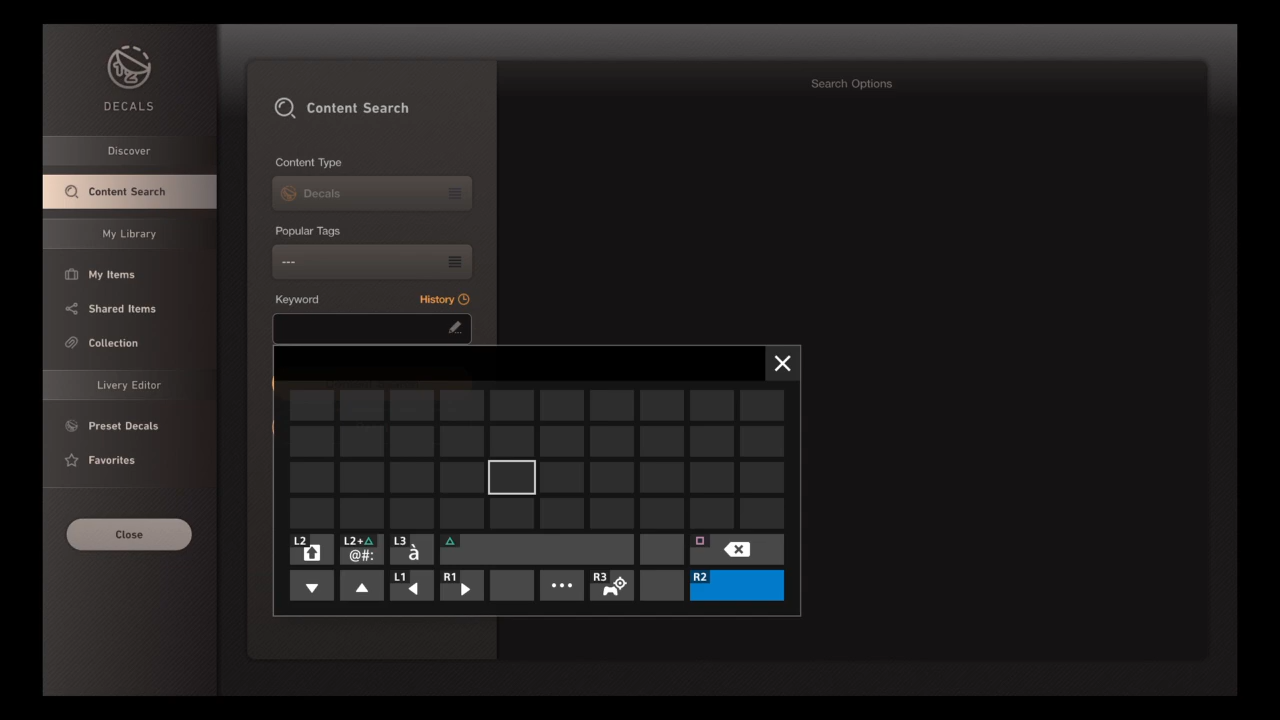 DECALS
Discover
Content Search
My Library
My Items
Shared Items
Collection
Livery Editor
Preset Decals
Favorites
Close
Content Search
Content Type
Decals
Popular Tags
---
Keyword History
Search Options
L2 L2+△ @#: L3 à △
L1 R1 ... R3 R2